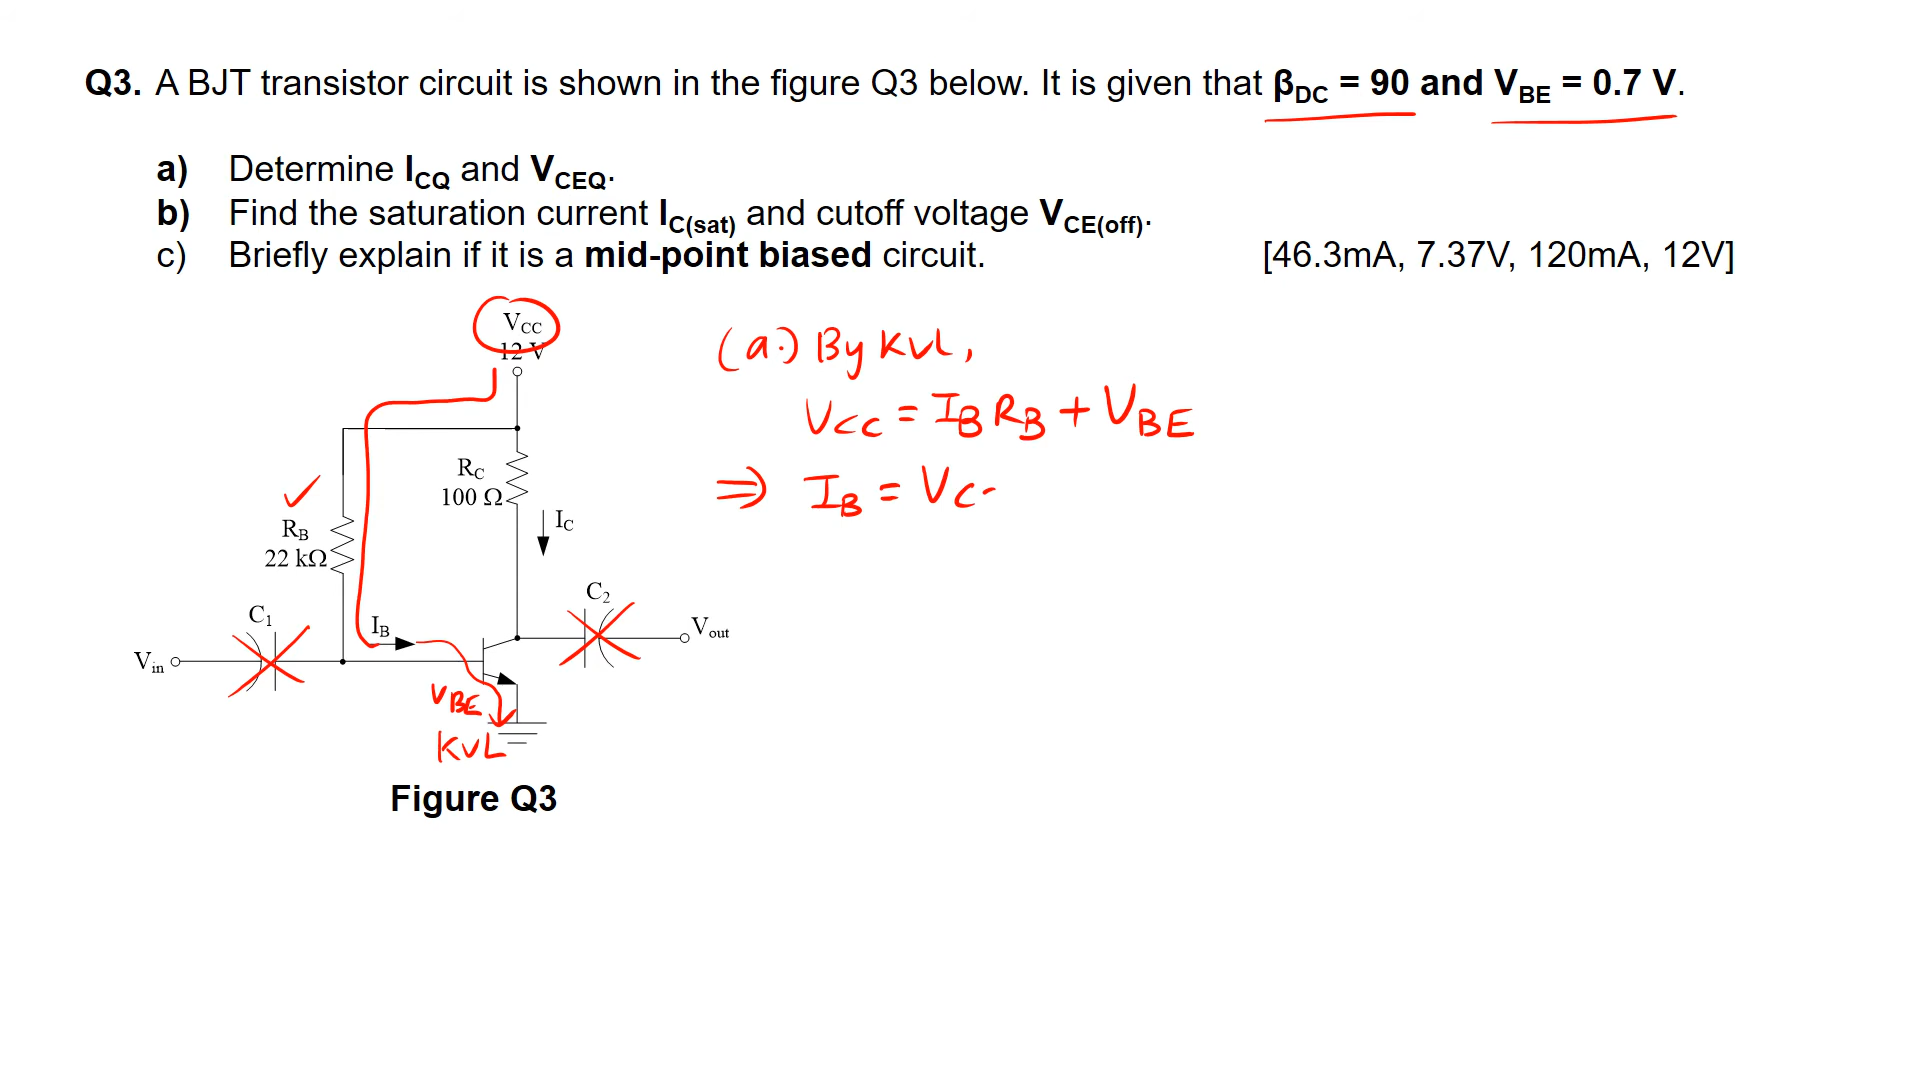 Q3. A BJT transistor circuit is shown in the figure Q3 below. It is given that βDC = 90 and VBE = 0.7 V.
a) Determine ICQ and VCEQ.
b) Find the saturation current IC(sat) and cutoff voltage VCE(off).
c) Briefly explain if it is a mid-point biased circuit. [46.3mA, 7.37V, 120mA, 12V]
VCC
12 V
(a.) By KVL,
VCC = IB RB + VBE
⇒ IB = VC
RC
100 Ω
IC
RB
22 kΩ
C1
IB
C2
Vin
Vout
VBE
KVL
Figure Q3